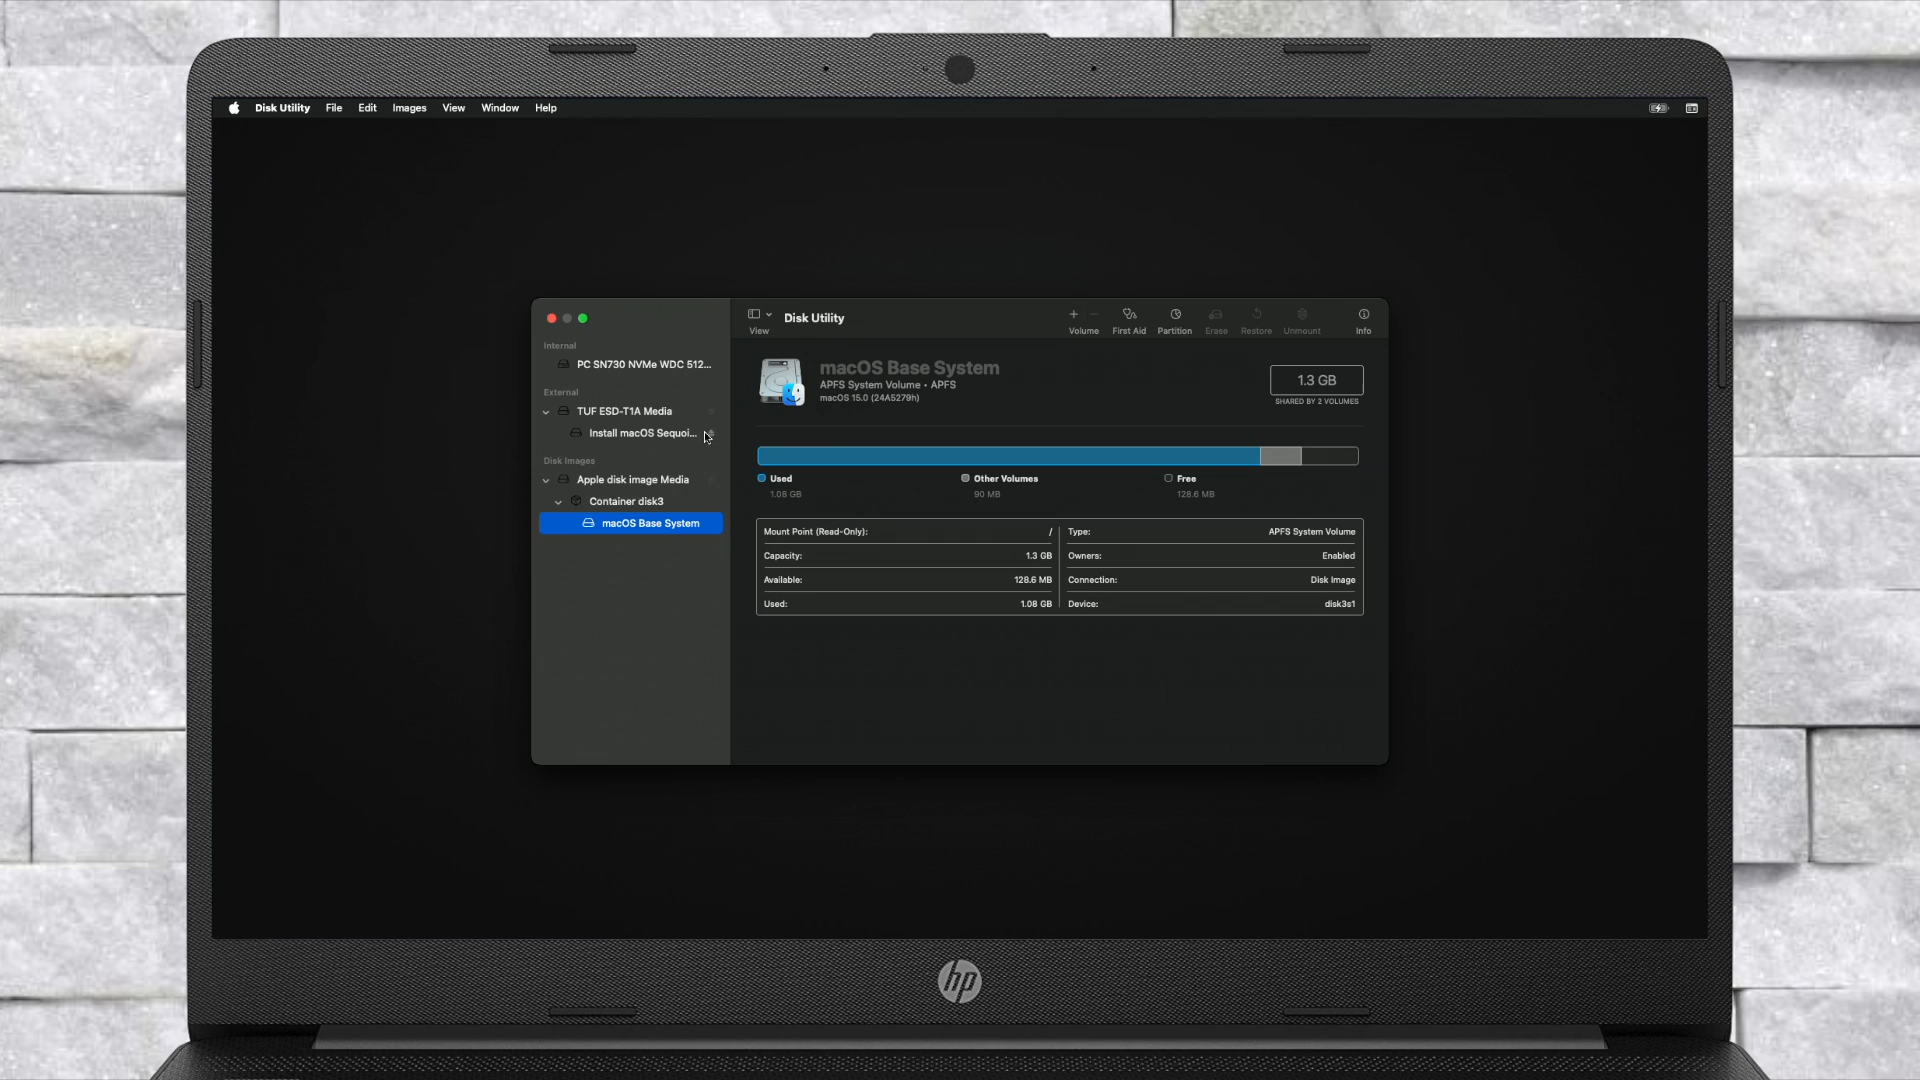 Disk Utility File Edit Images View Window Help
View Disk Utility Volume First Aid Partition Erase Restore Unmount Info
Internal
PC SN730 NVMe WDC 512...
External
TUF ESD-T1A Media
Install macOS Sequoi...
Disk Images
Apple disk image Media
Container disk3
macOS Base System
macOS Base System
APFS System Volume • APFS
macOS 15.0 (24A5279h)
1.3 GB
SHARED BY 2 VOLUMES
Used Other Volumes Free
1.08 GB 90 MB 128.6 MB
Mount Point (Read-Only): / Type: APFS System Volume
Capacity: 1.3 GB Owners: Enabled
Available: 128.6 MB Connection: Disk Image
Used: 1.08 GB Device: disk3s1
hp